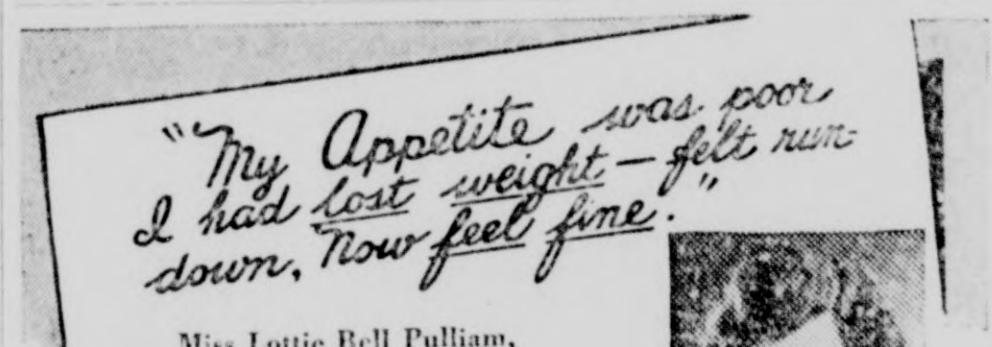 "My Appetite was poor
I had lost weight — felt run-
down, Now feel fine."
Miss Lottie Bell Pulliam,